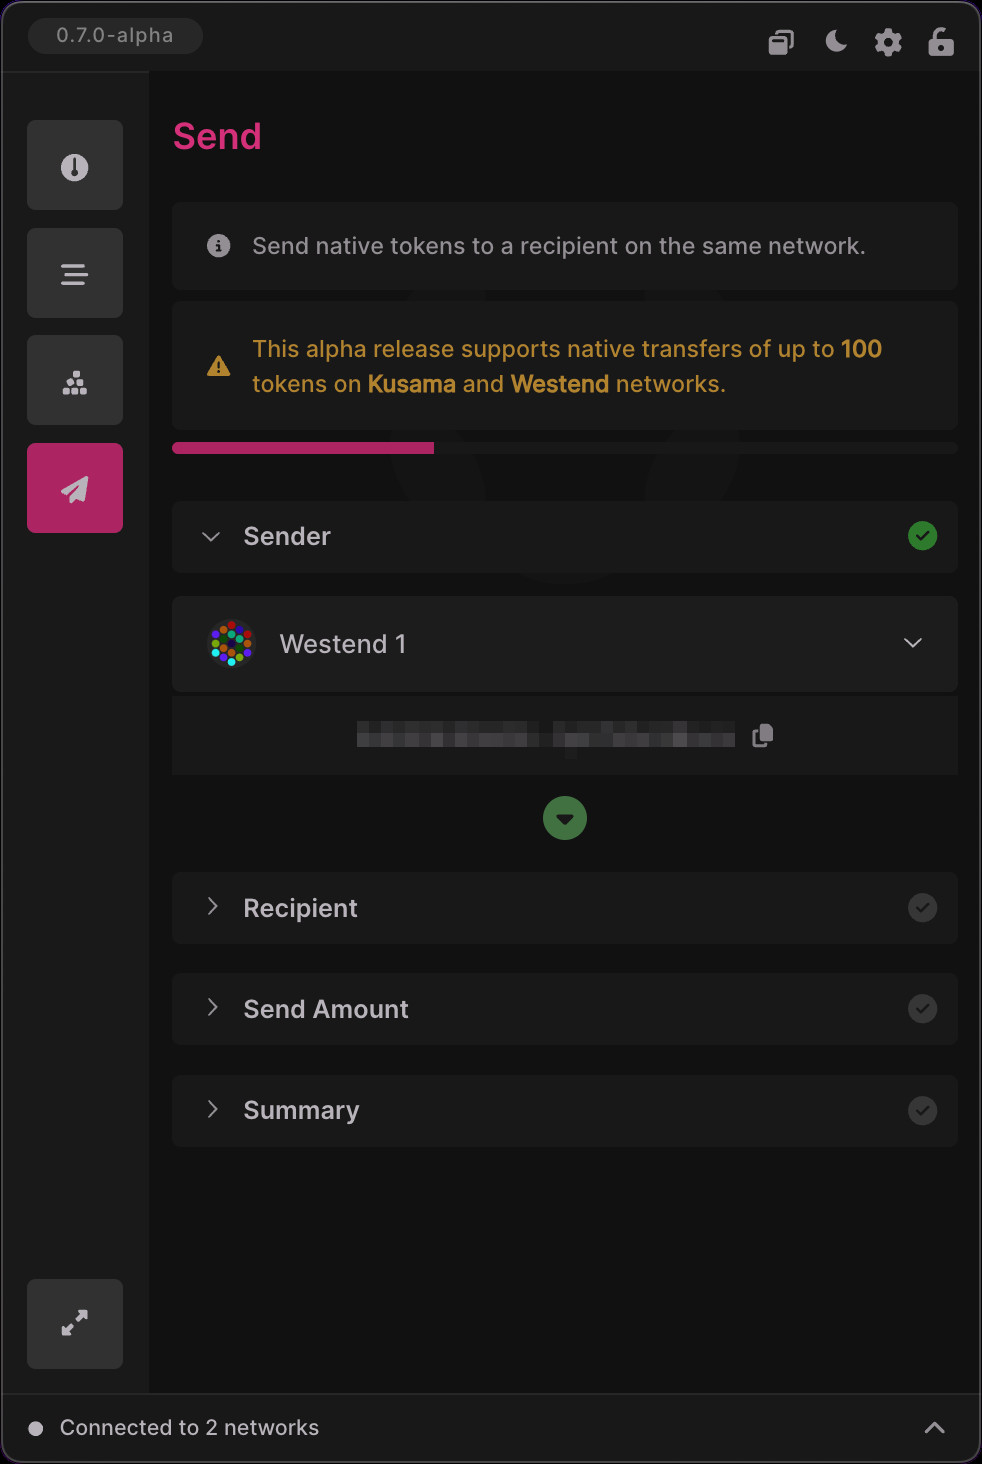 0.7.0-alpha
Send
Send native tokens to a recipient on the same network.
This alpha release supports native transfers of up to 100
tokens on Kusama and Westend networks.
Sender
Westend 1
Recipient
Send Amount
Summary
Connected to 2 networks